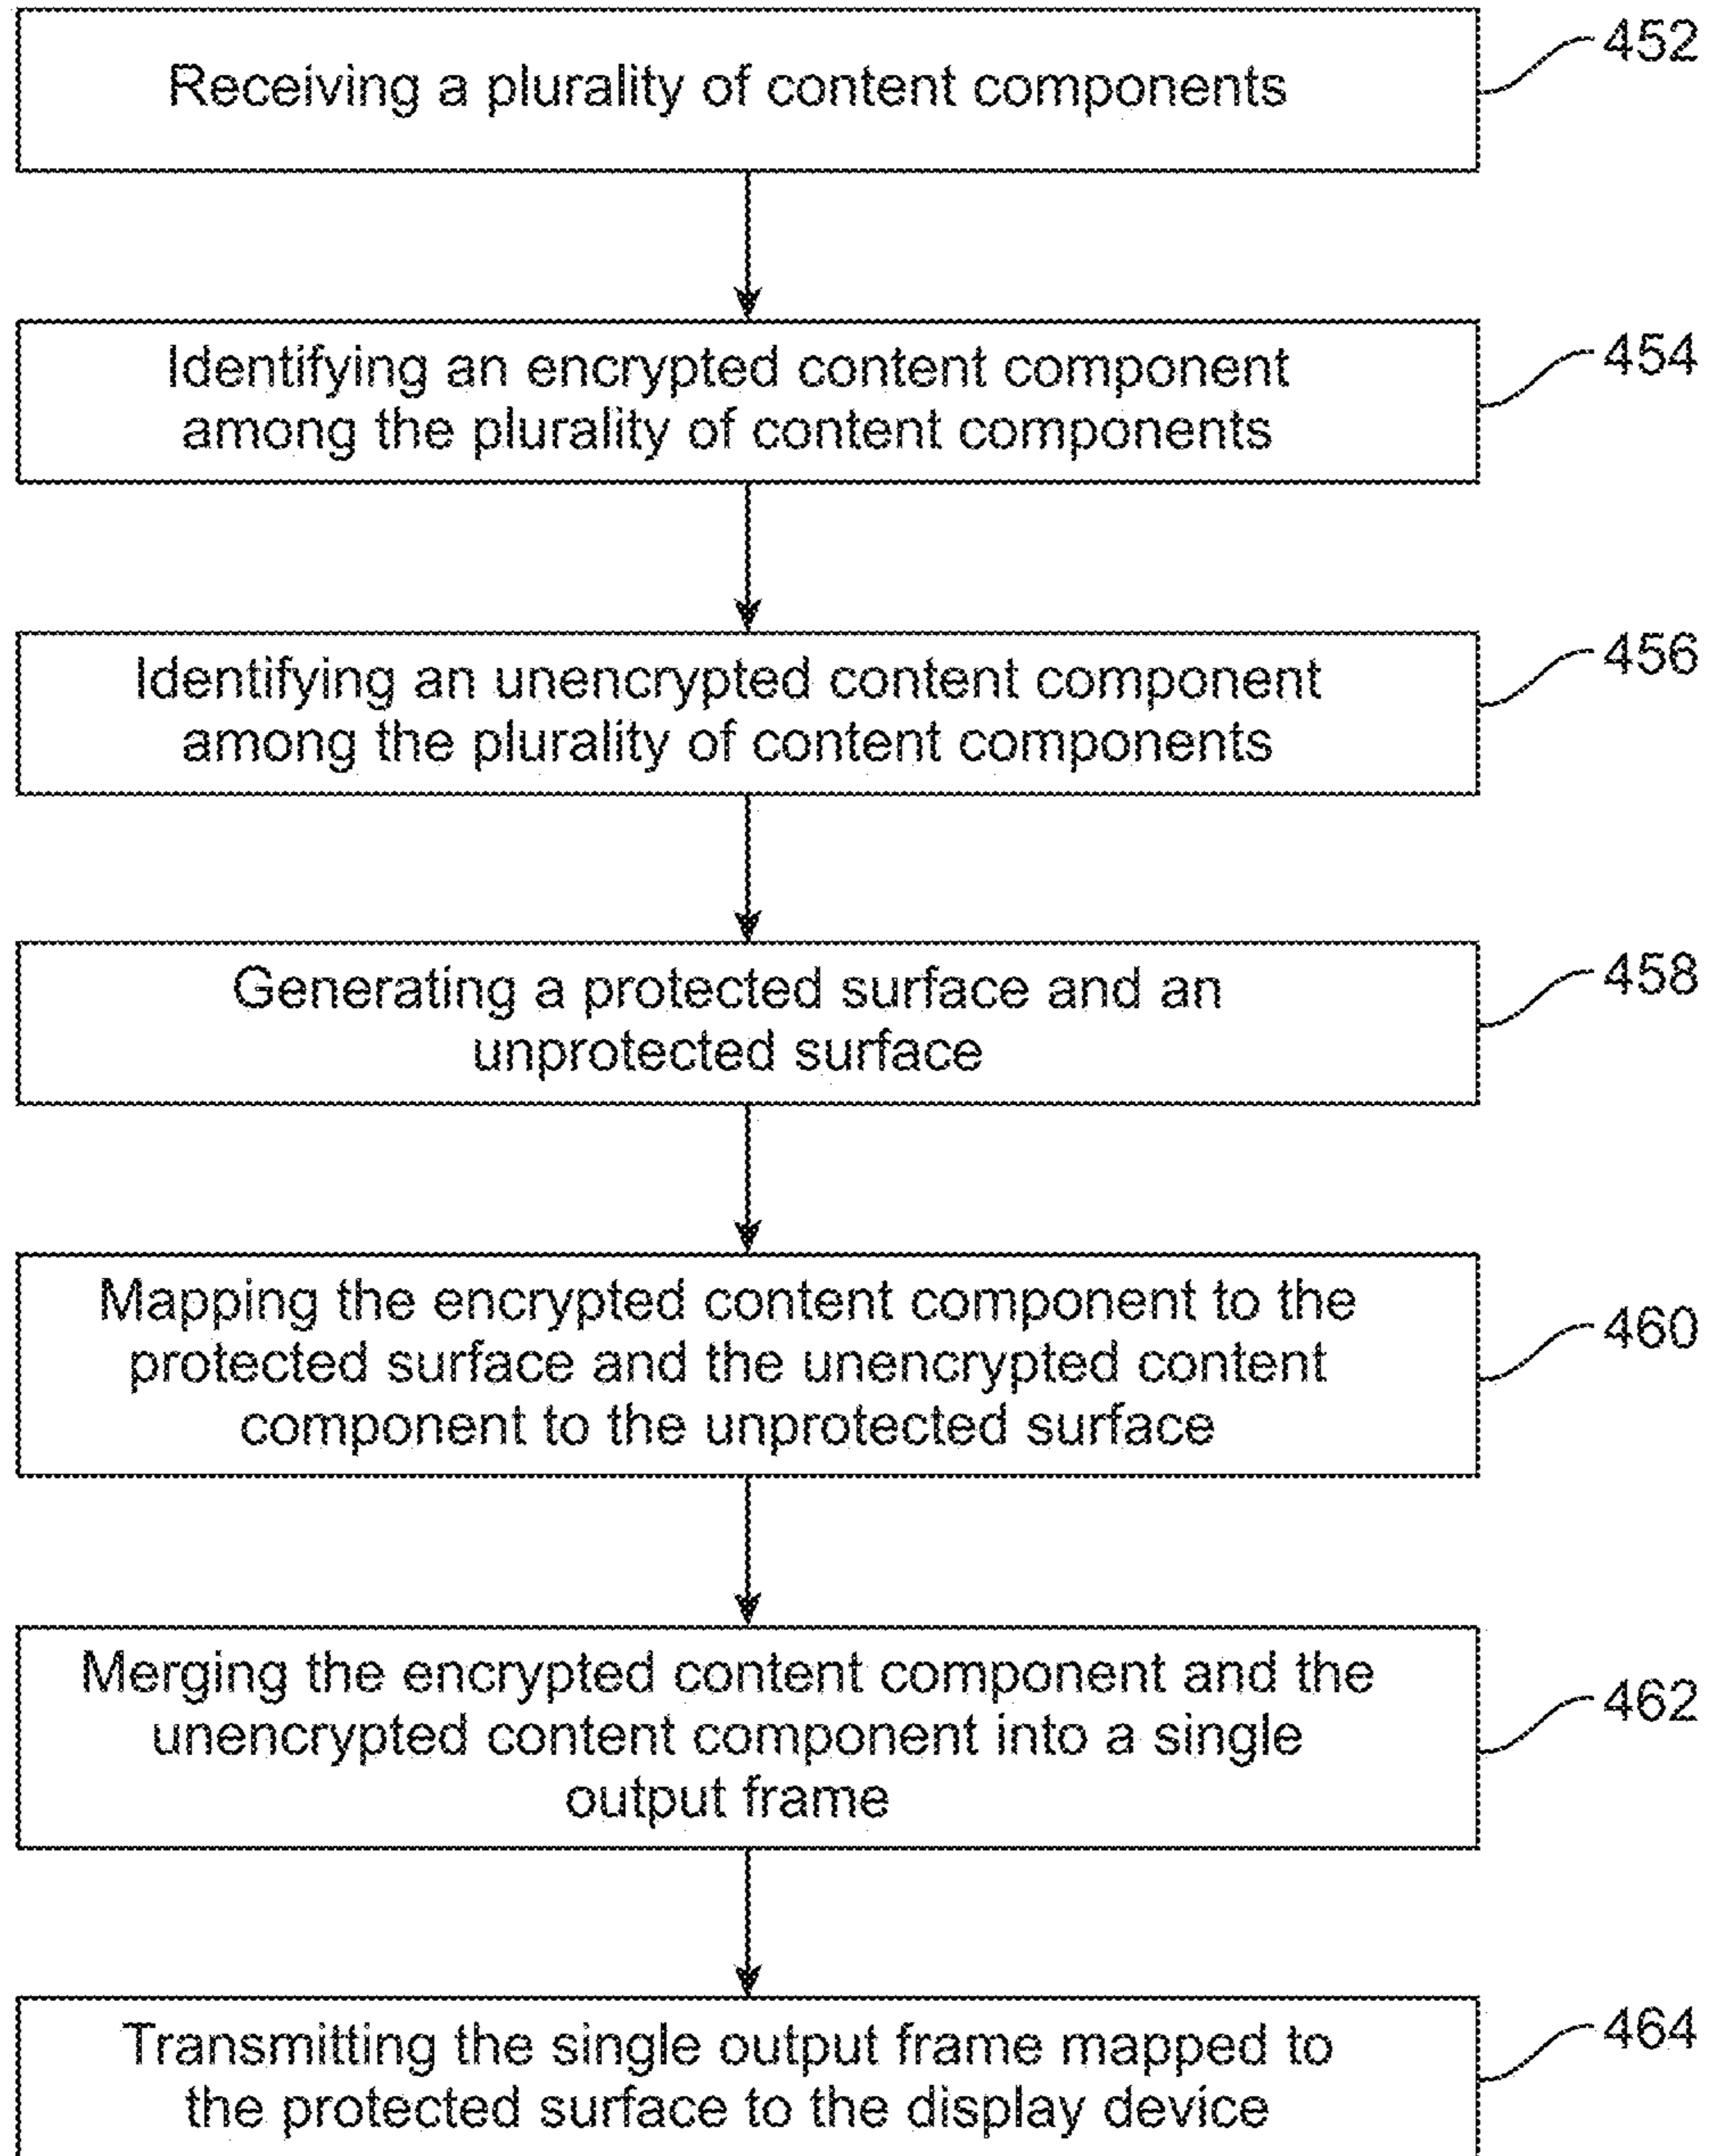 452
Receiving a plurality of content components
454
Identifying an encrypted content component
among the plurality of content components
456
Identifying an unencrypted content component
among the plurality of content components
458
Generating a protected surface and an
unprotected surface
460
Mapping the encrypted content component to the
protected surface and the unencrypted content
component to the unprotected surface
462
Merging the encrypted content component and the
unencrypted content component into a single
output frame
464
Transmitting the single output frame mapped to
the protected surface to the display device